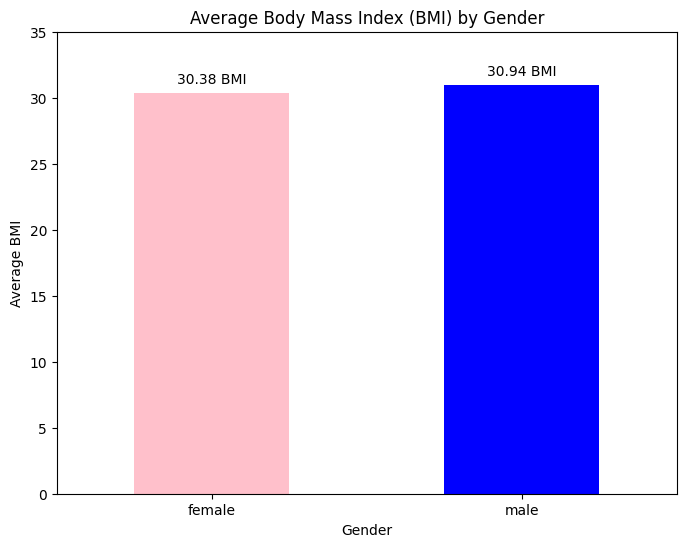 Average Body Mass Index (BMI) by Gender
35
30
25
20
15
10
5
0
Average BMI
30.38 BMI
30.94 BMI
female
male
Gender